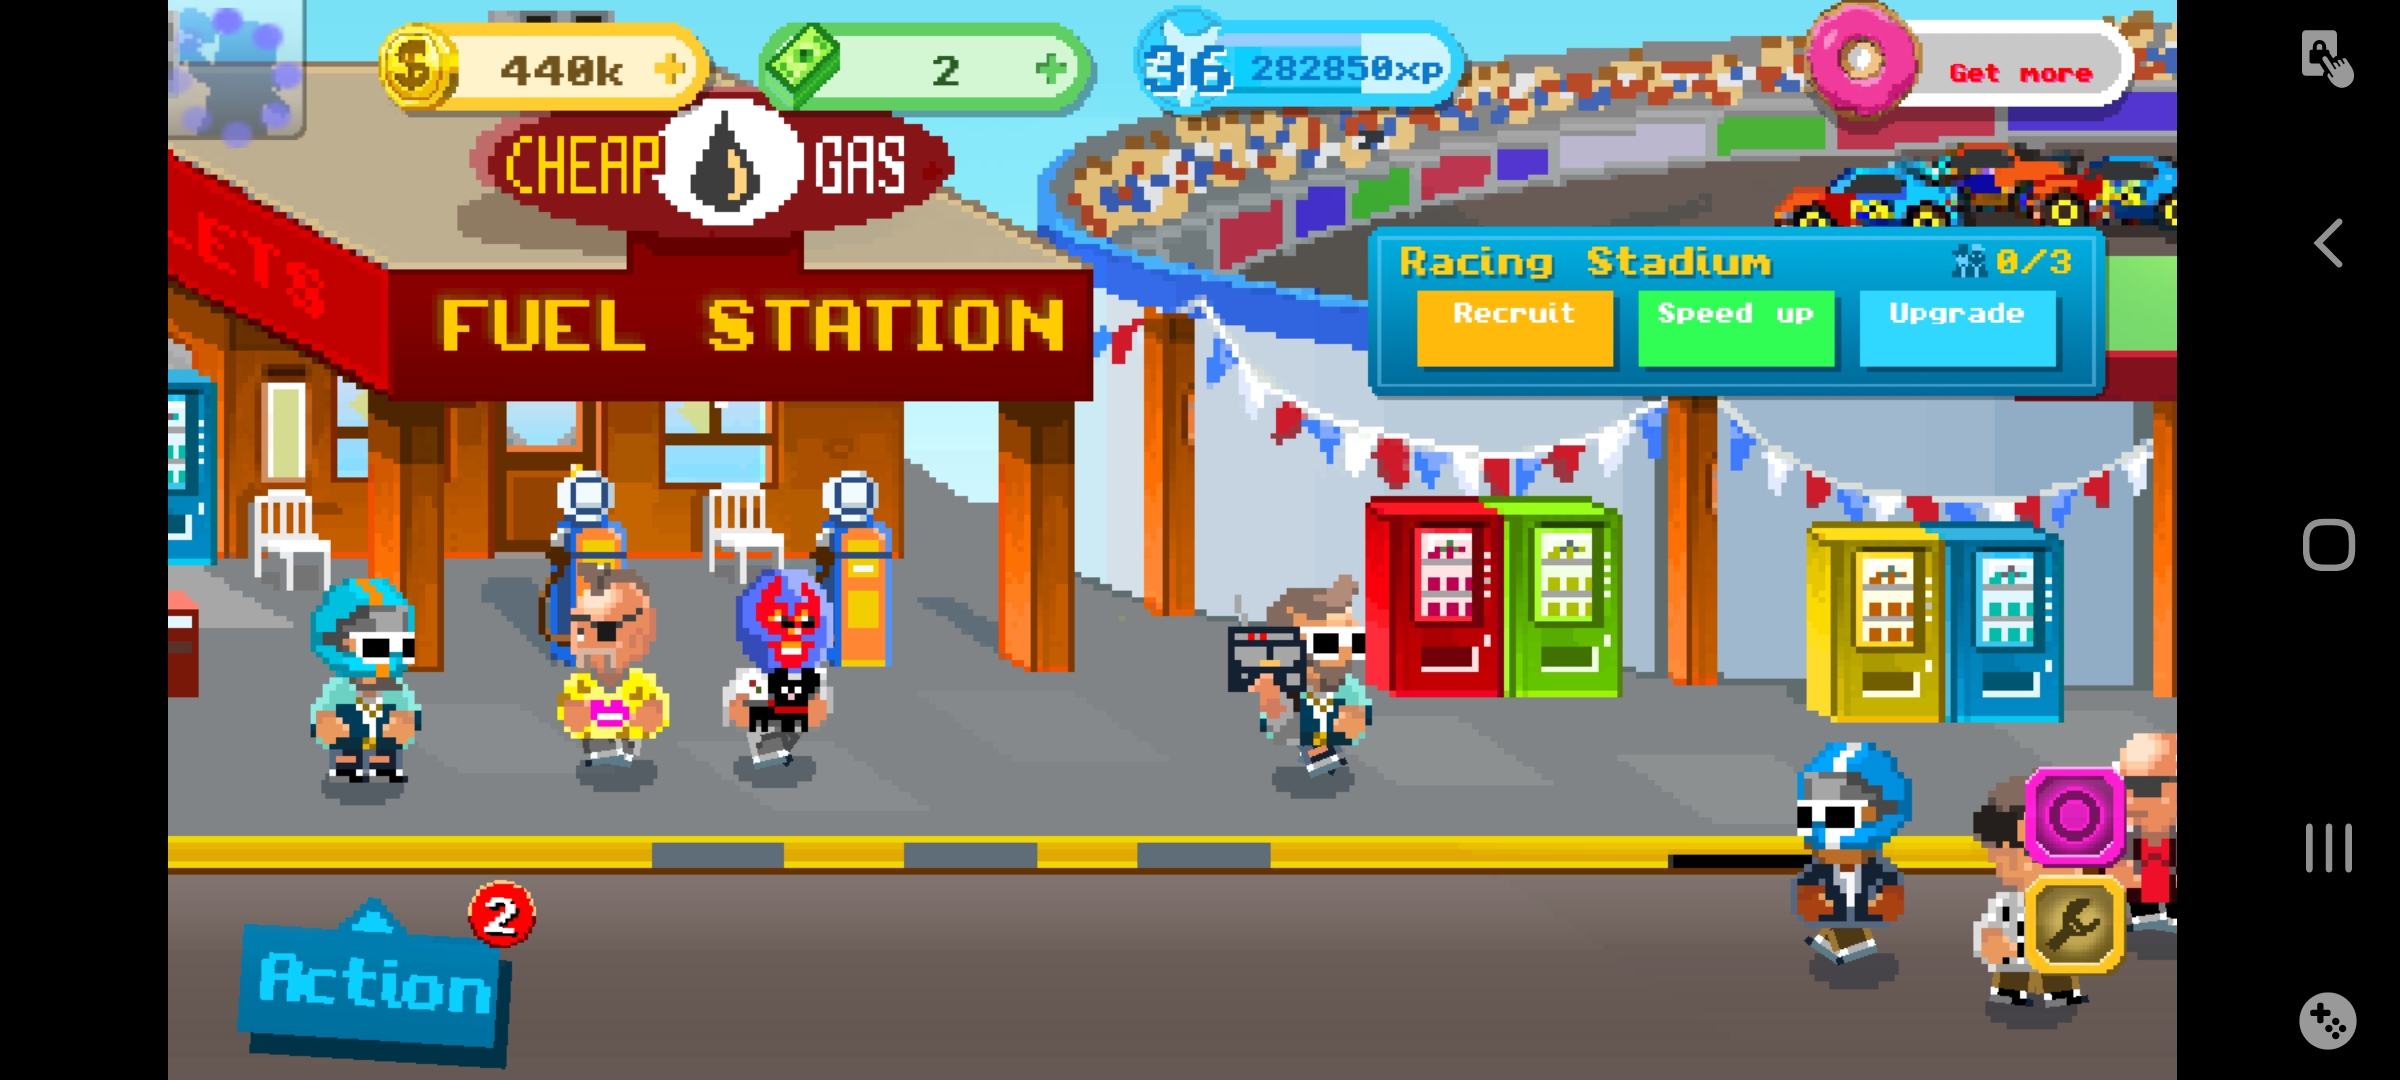 440k
2
36 282850xp
Get more
CHEAP GAS
LETS
FUEL STATION
Racing Stadium 0/3
Recruit
Speed up
Upgrade
2
Action